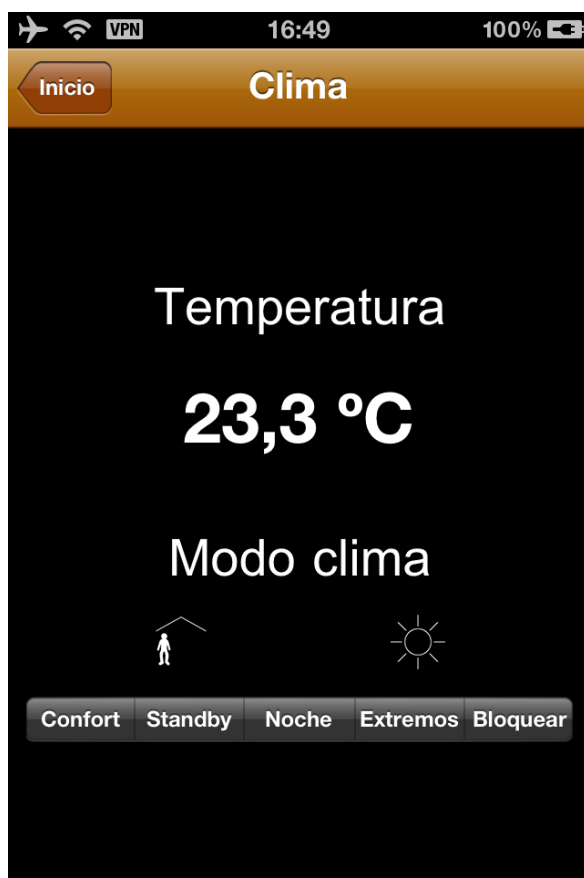 VPN 16:49 100%
Inicio Clima
Temperatura
23,3 ºC
Modo clima
Confort Standby Noche Extremos Bloquear